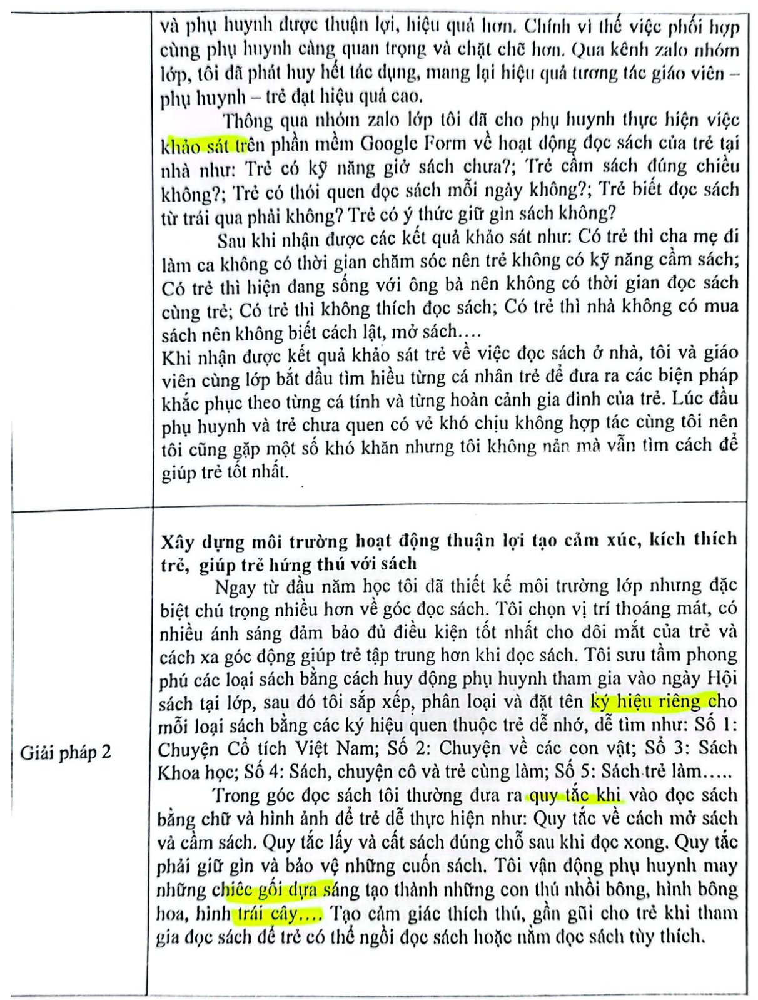 và phụ huynh được thuận lợi, hiệu quả hơn. Chính vì thế việc phối hợp
cùng phụ huynh càng quan trọng và chặt chẽ hơn. Qua kênh zalo nhóm
lớp, tôi đã phát huy hết tác dụng, mang lại hiệu quả tương tác giáo viên –
phụ huynh – trẻ đạt hiệu quả cao.
Thông qua nhóm zalo lớp tôi đã cho phụ huynh thực hiện việc
khảo sát trên phần mềm Google Form về hoạt động đọc sách của trẻ tại
nhà như: Trẻ có kỹ năng giở sách chưa?; Trẻ cầm sách đúng chiều
không?; Trẻ có thói quen đọc sách mỗi ngày không?; Trẻ biết đọc sách
từ trái qua phải không? Trẻ có ý thức giữ gìn sách không?
Sau khi nhận được các kết quả khảo sát như: Có trẻ thì cha mẹ đi
làm ca không có thời gian chăm sóc nên trẻ không có kỹ năng cầm sách;
Có trẻ thì hiện đang sống với ông bà nên không có thời gian đọc sách
cùng trẻ; Có trẻ thì không thích đọc sách; Có trẻ thì nhà không có mua
sách nên không biết cách lật, mở sách….
Khi nhận được kết quả khảo sát trẻ về việc đọc sách ở nhà, tôi và giáo
viên cùng lớp bắt đầu tìm hiểu từng cá nhân trẻ để đưa ra các biện pháp
khắc phục theo từng cá tính và từng hoàn cảnh gia đình của trẻ. Lúc đầu
phụ huynh và trẻ chưa quen có vẻ khó chịu không hợp tác cùng tôi nên
tôi cũng gặp một số khó khăn nhưng tôi không nản mà vẫn tìm cách để
giúp trẻ tốt nhất.
Giải pháp 2
Xây dựng môi trường hoạt động thuận lợi tạo cảm xúc, kích thích
trẻ, giúp trẻ hứng thú với sách
Ngay từ đầu năm học tôi đã thiết kế môi trường lớp nhưng đặc
biệt chú trọng nhiều hơn về góc đọc sách. Tôi chọn vị trí thoáng mát, có
nhiều ánh sáng đảm bảo đủ điều kiện tốt nhất cho đôi mắt của trẻ và
cách xa góc động giúp trẻ tập trung hơn khi đọc sách. Tôi sưu tầm phong
phú các loại sách bằng cách huy động phụ huynh tham gia vào ngày Hội
sách tại lớp, sau đó tôi sắp xếp, phân loại và đặt tên ký hiệu riêng cho
mỗi loại sách bằng các ký hiệu quen thuộc trẻ dễ nhớ, dễ tìm như: Số 1:
Chuyện Cổ tích Việt Nam; Số 2: Chuyện về các con vật; Số 3: Sách
Khoa học; Số 4: Sách, chuyện cô và trẻ cùng làm; Số 5: Sách trẻ làm…..
Trong góc đọc sách tôi thường đưa ra quy tắc khi vào đọc sách
bằng chữ và hình ảnh để trẻ dễ thực hiện như: Quy tắc về cách mở sách
và cầm sách. Quy tắc lấy và cất sách đúng chỗ sau khi đọc xong. Quy tắc
phải giữ gìn và bảo vệ những cuốn sách. Tôi vận động phụ huynh may
những chiếc gối dựa sáng tạo thành những con thú nhồi bông, hình bông
hoa, hình trái cây…. Tạo cảm giác thích thú, gần gũi cho trẻ khi tham
gia đọc sách để trẻ có thể ngồi đọc sách hoặc nằm đọc sách tùy thích.